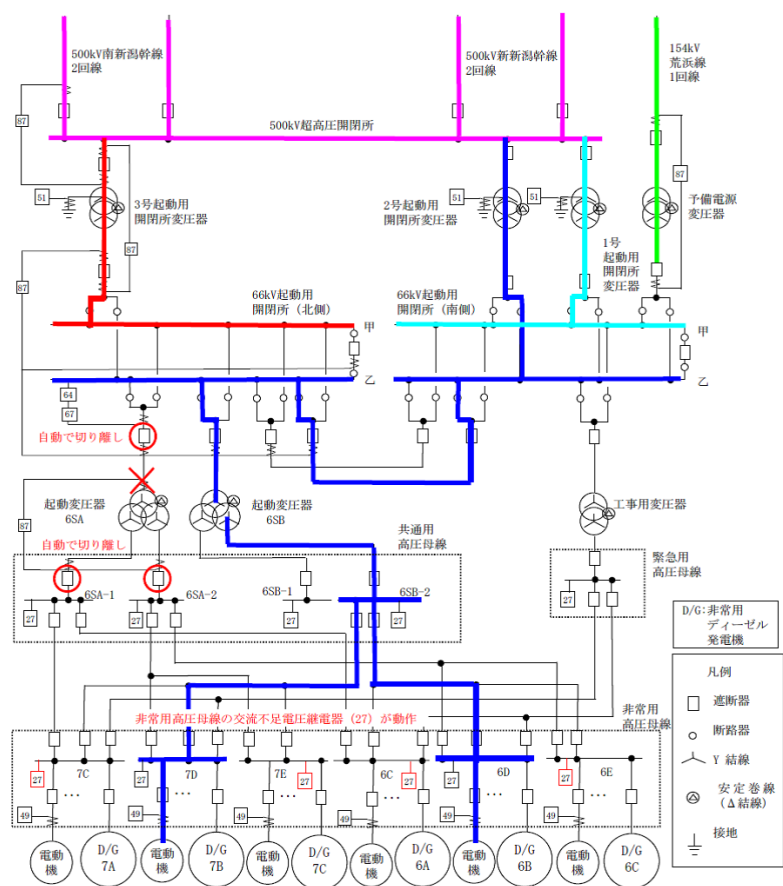 500kV南新潟幹線
2回線
500kV新新潟幹線
2回線
154kV
荒浜線
1回線
87
500kV超高圧開閉所
87
51
3号起動用
開閉所変圧器
51
2号起動用
開閉所変圧器
51
予備電源
変圧器
1号
起動用
開閉所
変圧器
87
66kV起動用
開閉所(北側)
66kV起動用
開閉所(南側)
甲
甲
乙
乙
64
67
自動で切り離し
起動変圧器
6SA
起動変圧器
6SB
工事用変圧器
87
自動で切り離し
共通用
高圧母線
緊急用
高圧母線
6SA-1
6SA-2
6SB-1
6SB-2
27
27
27
27
27
D/G:非常用
ディーゼル
発電機
非常用高圧母線の交流不足電圧継電器(27)が動作
非常用
高圧母線
27
7C
27
7D
7E
27
6C
27
27
6D
27
6E
…
…
…
…
…
…
49
49
49
49
49
49
電動
機
D/G
7A
電動
機
D/G
7B
電動
機
D/G
7C
電動
機
D/G
6A
電動
機
D/G
6B
電動
機
D/G
6C
凡例
遮断器
断路器
Y 結線
安定巻線
(Δ結線)
接地